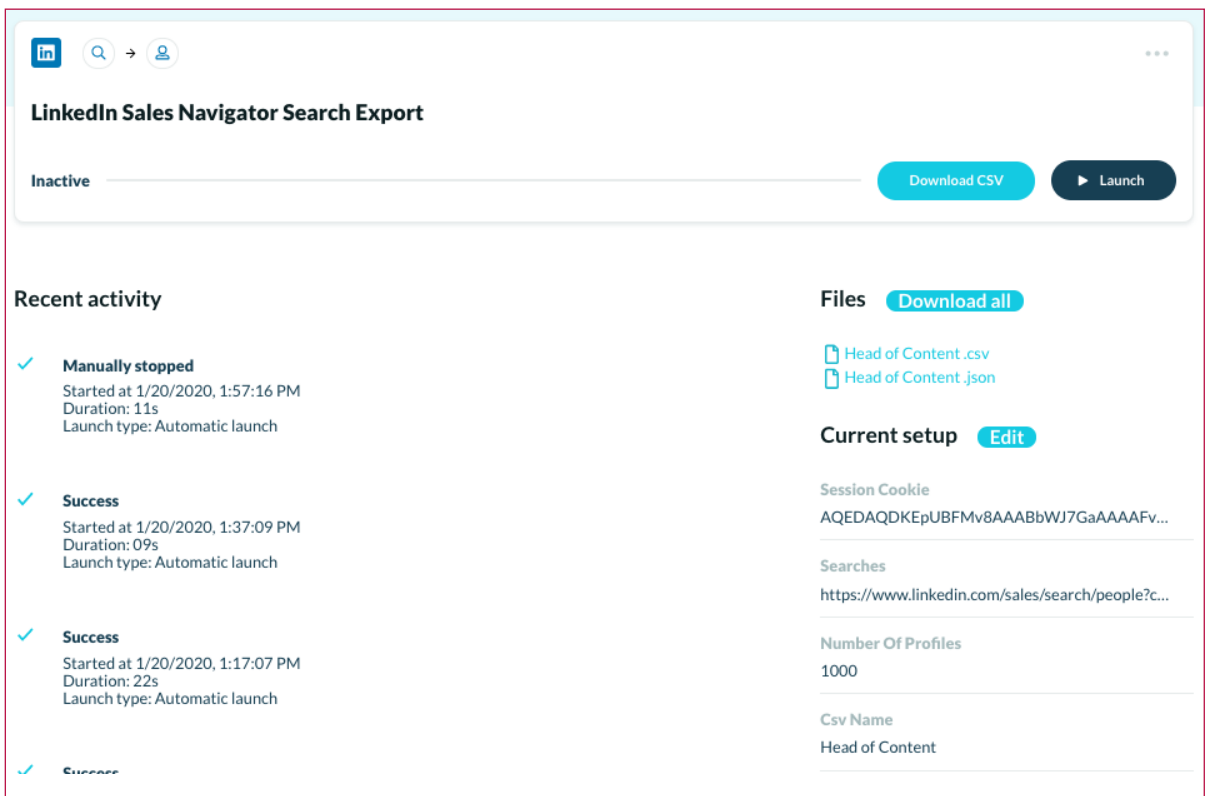 in
LinkedIn Sales Navigator Search Export
Inactive
Download CSV
Launch
Recent activity
Manually stopped
Started at 1/20/2020, 1:57:16 PM
Duration: 11s
Launch type: Automatic launch
Success
Started at 1/20/2020, 1:37:09 PM
Duration: 09s
Launch type: Automatic launch
Success
Started at 1/20/2020, 1:17:07 PM
Duration: 22s
Launch type: Automatic launch
Success
Files
Download all
Head of Content .csv
Head of Content .json
Current setup
Edit
Session Cookie
AQEDAQDKEpUBFMv8AAABbWJ7GaAAAAFv...
Searches
https://www.linkedin.com/sales/search/people?c...
Number Of Profiles
1000
Csv Name
Head of Content